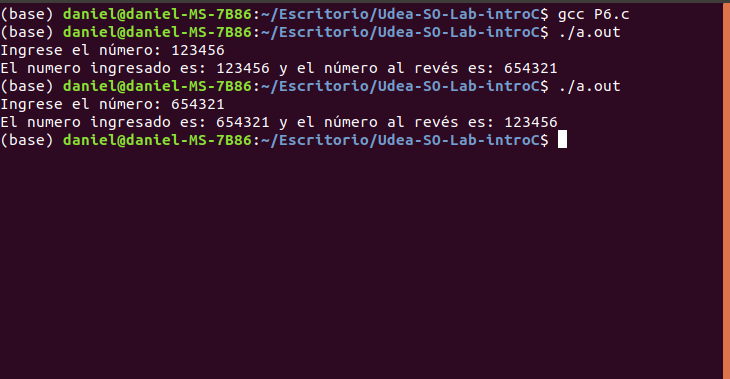 (base) daniel@daniel-MS-7B86:~/Escritorio/Udea-SO-Lab-introC$ gcc P6.c
(base) daniel@daniel-MS-7B86:~/Escritorio/Udea-SO-Lab-introC$ ./a.out
Ingrese el número: 123456
El numero ingresado es: 123456 y el número al revés es: 654321
(base) daniel@daniel-MS-7B86:~/Escritorio/Udea-SO-Lab-introC$ ./a.out
Ingrese el número: 654321
El numero ingresado es: 654321 y el número al revés es: 123456
(base) daniel@daniel-MS-7B86:~/Escritorio/Udea-SO-Lab-introC$